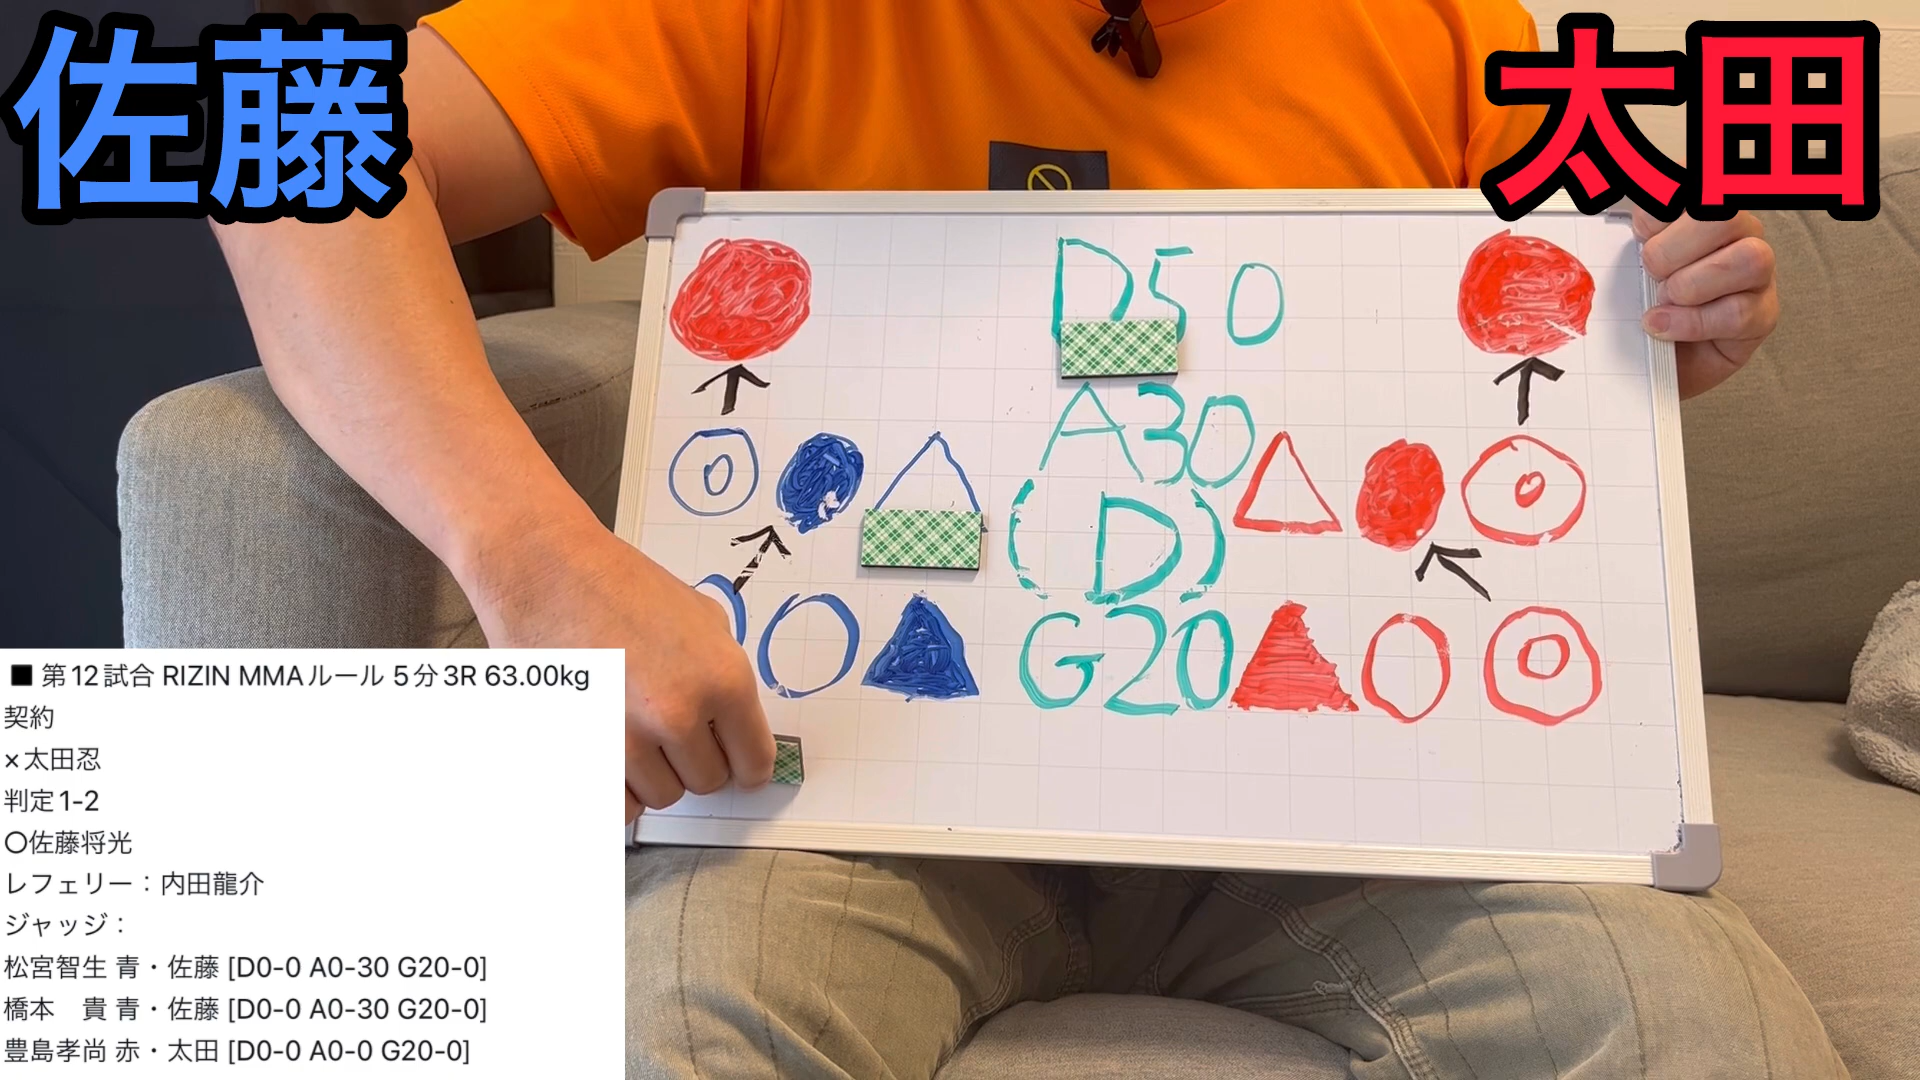 佐藤
太田
D50
A30
(D)
G20
■ 第12試合 RIZIN MMAルール 5分3R 63.00kg
契約
×太田忍
判定1-2
〇佐藤将光
レフェリー：内田龍介
ジャッジ：
松宮智生 青・佐藤 [D0-0 A0-30 G20-0]
橋本　貴 青・佐藤 [D0-0 A0-30 G20-0]
豊島孝尚 赤・太田 [D0-0 A0-0 G20-0]